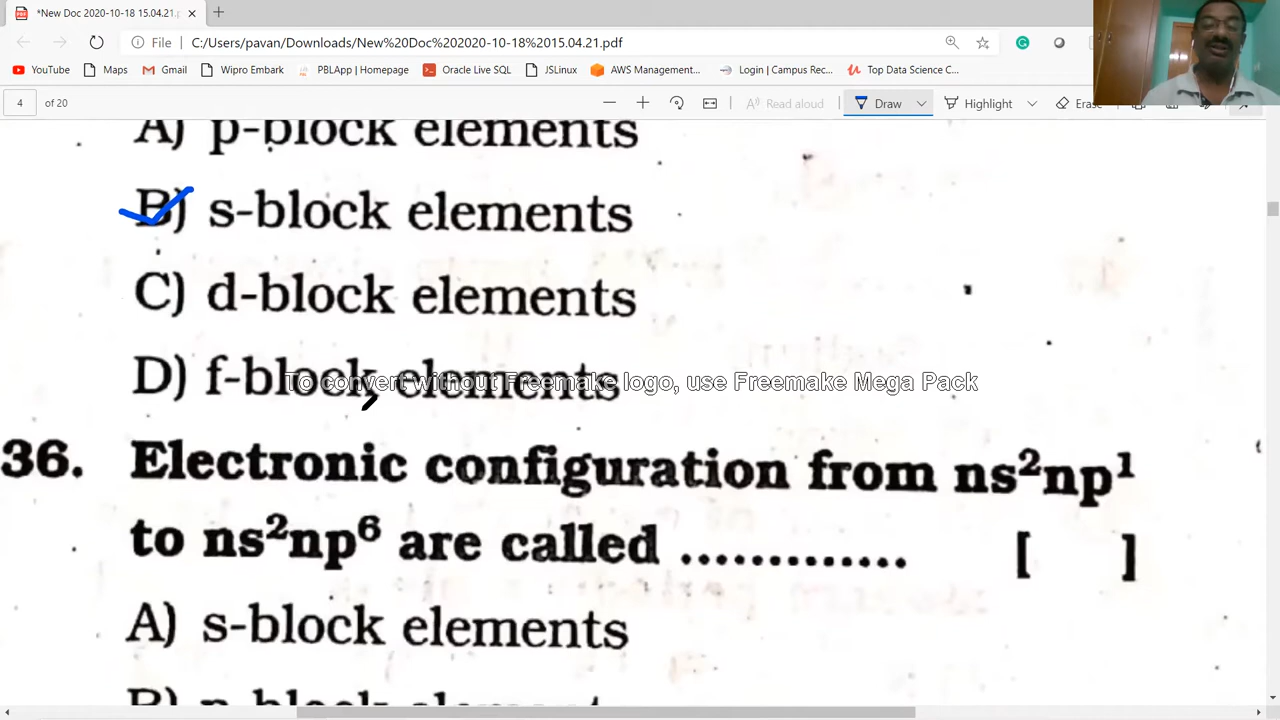 *New Doc 2020-10-18 15.04.21.p
File C:/Users/pavan/Downloads/New%20Doc%202020-10-18%2015.04.21.pdf
YouTube Maps Gmail Wipro Embark PBLApp | Homepage Oracle Live SQL JSLinux AWS Management... Login | Campus Rec... Top Data Science C...
4 of 20 Read aloud Draw Highlight Erase
A) p-block elements
B) s-block elements
C) d-block elements
D) f-block elements
To convert without Freemake logo, use Freemake Mega Pack
36. Electronic configuration from ns²np¹
to ns²np⁶ are called ............. [ ]
A) s-block elements
B) p-block elements